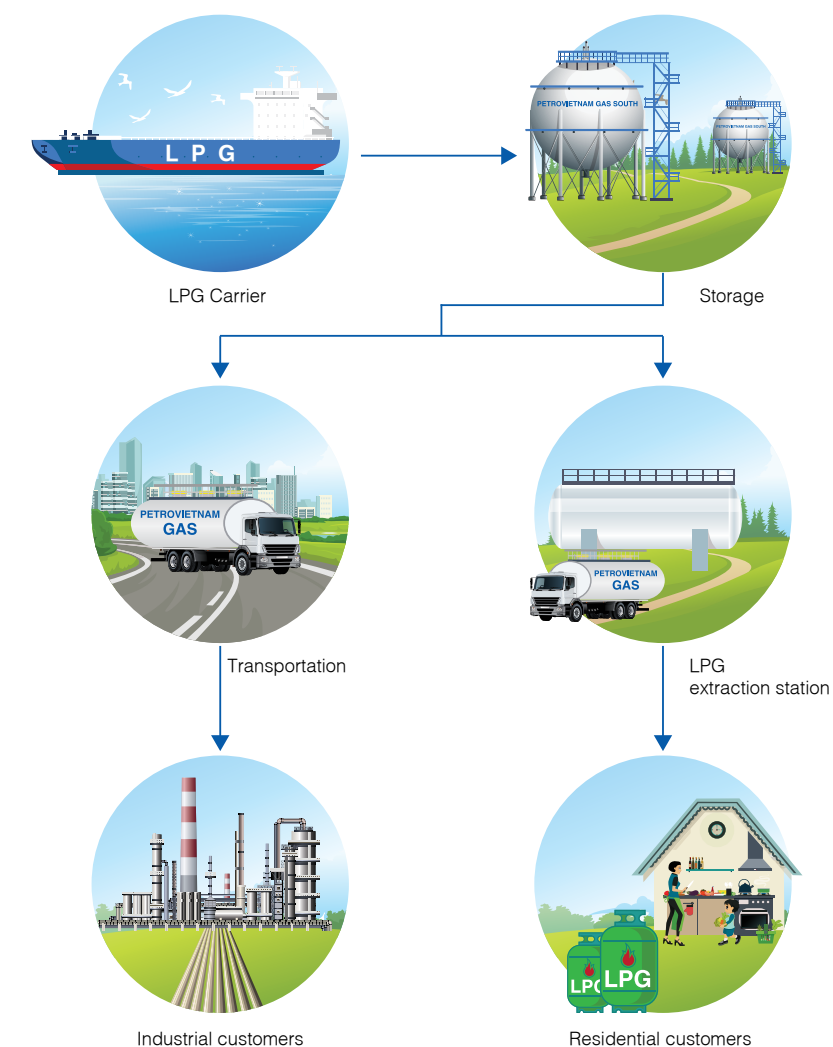 LPG
PETROVIETNAM GAS SOUTH
PETROVIETNAM GAS SOUTH
LPG Carrier
Storage
PETROVIETNAM
GAS
PETROVIETNAM
GAS
Transportation
LPG
extraction station
LPG
LPG
Industrial customers
Residential customers